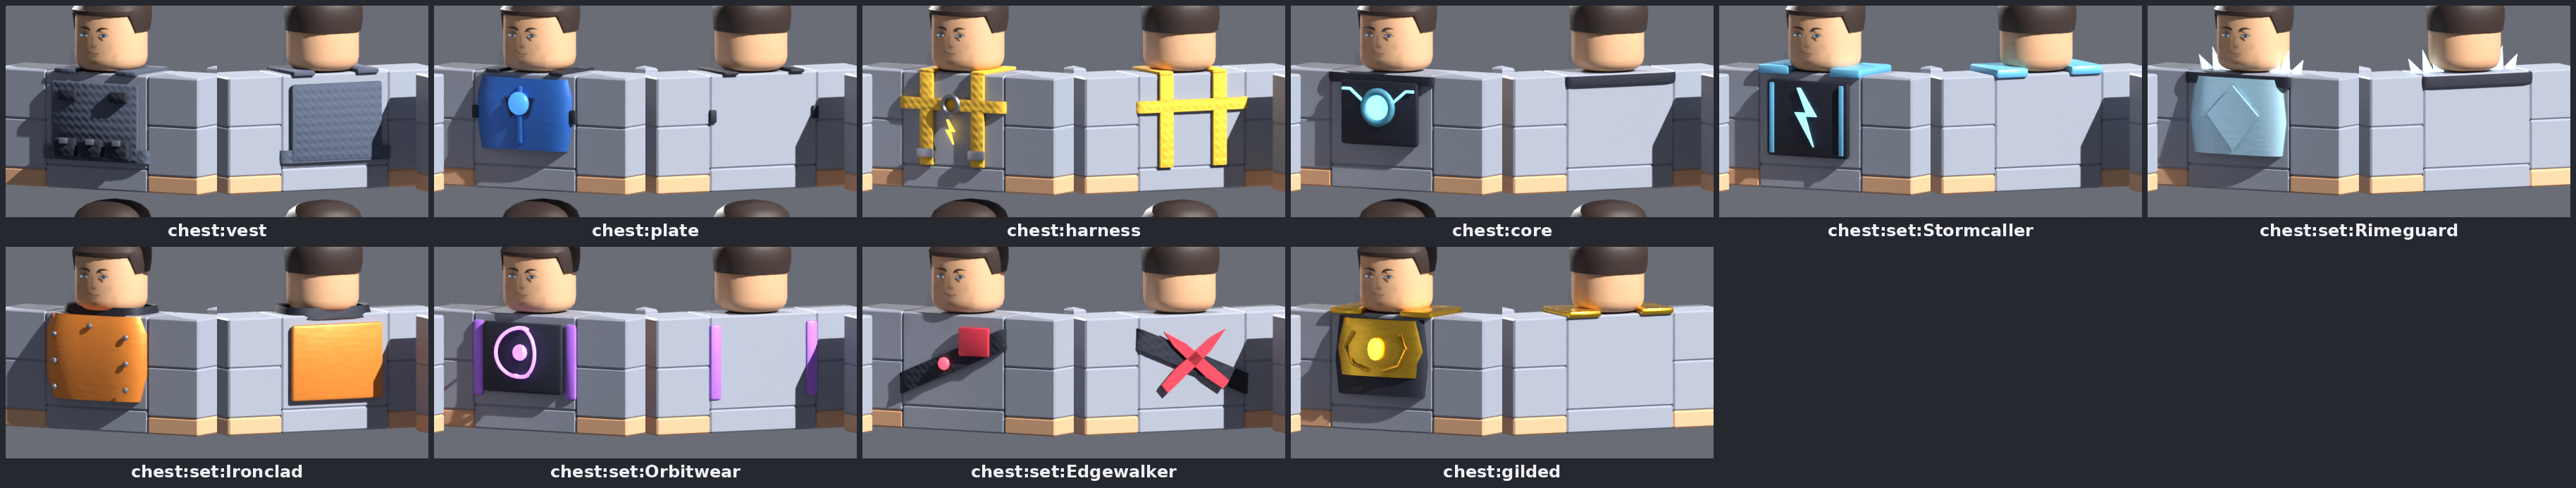 chest:vest
chest:plate
chest:harness
chest:core
chest:set:Stormcaller
chest:set:Rimeguard
chest:set:Ironclad
chest:set:Orbitwear
chest:set:Edgewalker
chest:gilded